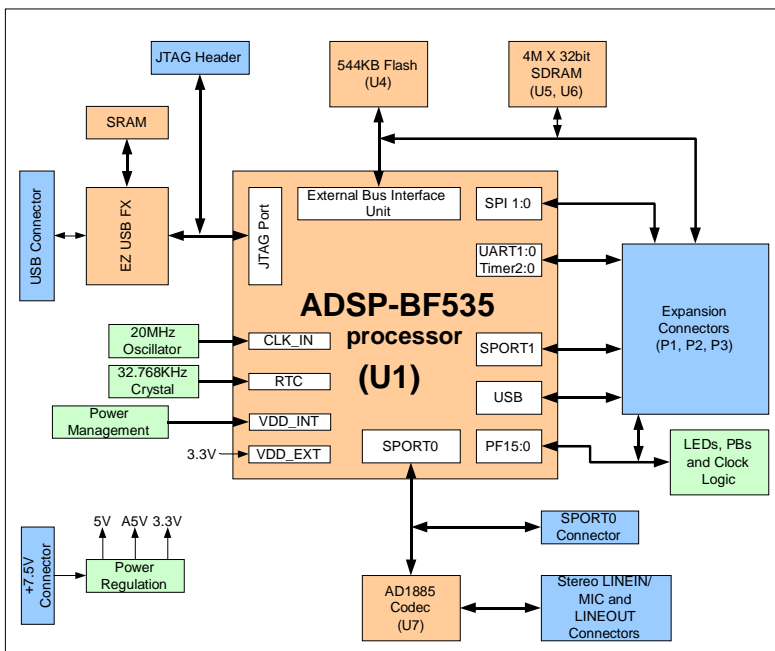 JTAG Header
544KB Flash
(U4)
4M X 32bit
SDRAM
(U5, U6)
SRAM
USB Connector
EZ USB FX
JTAG Port
External Bus Interface
Unit
SPI 1:0
UART1:0
Timer2:0
ADSP-BF535
processor
(U1)
Expansion
Connectors
(P1, P2, P3)
20MHz
Oscillator
CLK_IN
SPORT1
32.768KHz
Crystal
RTC
USB
Power
Management
VDD_INT
3.3V
VDD_EXT
SPORT0
PF15:0
LEDs, PBs
and Clock
Logic
5V
A5V
3.3V
+7.5V
Connector
Power
Regulation
SPORT0
Connector
AD1885
Codec
(U7)
Stereo LINEIN/
MIC and
LINEOUT
Connectors